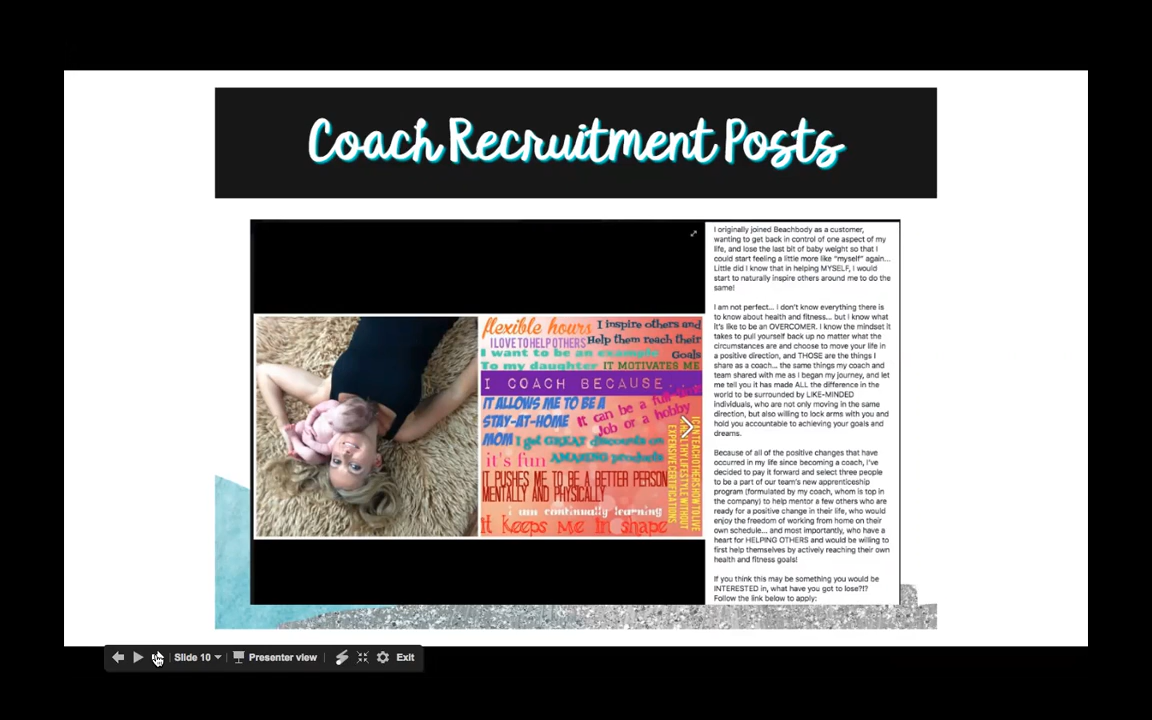 Coach Recruitment Posts
flexible hours
I LOVE TO HELP OTHERS
I inspire others and
Help them reach their
Goals
I want to be an example
To my daughter
IT MOTIVATES ME
I COACH BECAUSE...
IT ALLOWS ME TO BE A
STAY-AT-HOME
MOM
It can be a full-time
Job or a hobby
I get GREAT discounts on
AMAZING products
it's fun
IT PUSHES ME TO BE A BETTER PERSON
MENTALLY AND PHYSICALLY
i am continually learning
it keeps me in shape
I CAN TEACH OTHERS HOW TO LIVE
A HEALTHY LIFESTYLE WITHOUT
EXPENSIVE CERTIFICATIONS
I originally joined Beachbody as a customer,
wanting to get back in control of one aspect of my
life, and lose the last bit of baby weight so that I
could start feeling a little more like "myself" again...
Little did I know that in helping MYSELF, I would
start to naturally inspire others around me to do the
same!
I am not perfect... I don't know everything there is
to know about health and fitness... but I know what
it's like to be an OVERCOMER. I know the mindset it
takes to pull yourself back up no matter what the
circumstances are and choose to move your life in
a positive direction, and THOSE are the things I
share as a coach... the same things my coach and
team shared with me as I began my journey, and let
me tell you it has made ALL the difference in the
world to be surrounded by LIKE-MINDED
individuals, who are not only moving in the same
direction, but also willing to lock arms with you and
hold you accountable to achieving your goals and
dreams.
Because of all of the positive changes that have
occurred in my life since becoming a coach, I've
decided to pay it forward and select three people
to be a part of our team's new apprenticeship
program (formulated by my coach, whom is top in
the company) to help mentor a few others who are
ready for a positive change in their life, who would
enjoy the freedom of working from home on their
own schedule... and most importantly, who have a
heart for HELPING OTHERS and would be willing to
first help themselves by actively reaching their own
health and fitness goals!
If you think this may be something you would be
INTERESTED in, what have you got to lose?!?
Follow the link below to apply:
Slide 10
Presenter view
Exit